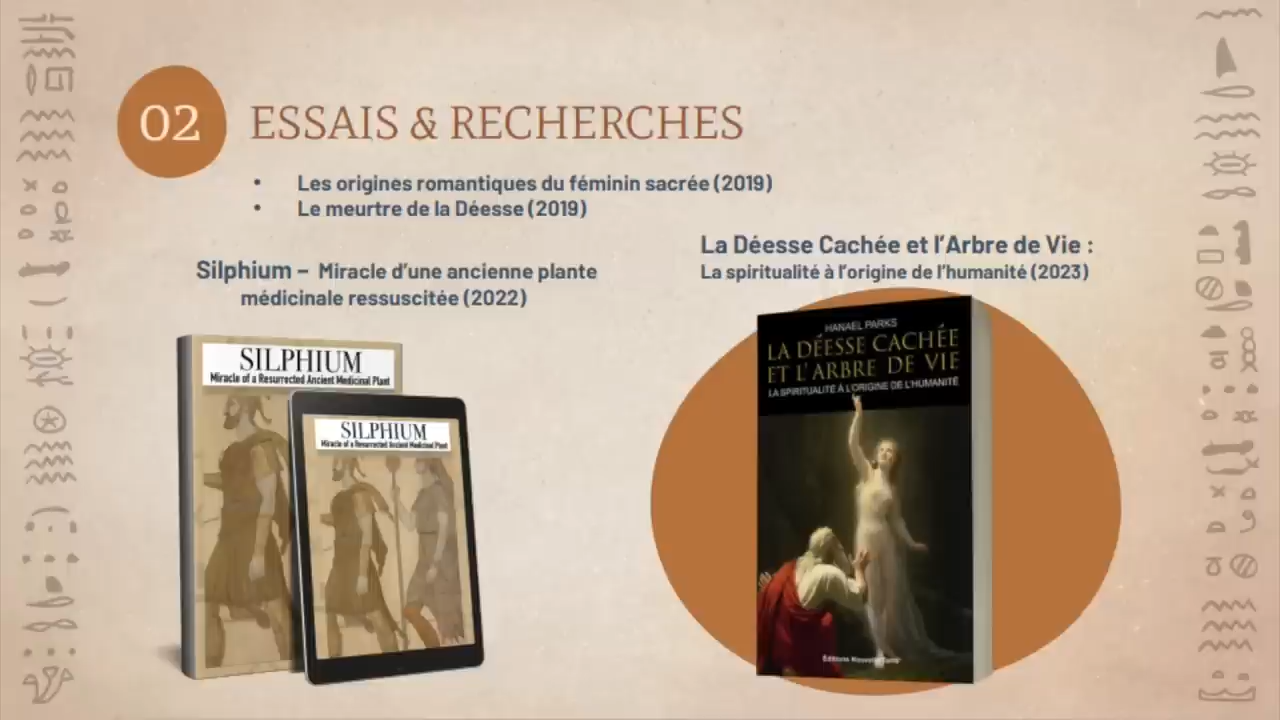 02
ESSAIS & RECHERCHES
• Les origines romantiques du féminin sacrée (2019)
• Le meurtre de la Déesse (2019)
Silphium – Miracle d'une ancienne plante
médicinale ressuscitée (2022)
La Déesse Cachée et l'Arbre de Vie :
La spiritualité à l'origine de l'humanité (2023)
SILPHIUM
Miracle of a Resurrected Ancient Medicinal Plant
SILPHIUM
Miracle of a Resurrected Ancient Medicinal Plant
HANAEL PARKS
LA DÉESSE CACHÉE
ET L'ARBRE DE VIE
LA SPIRITUALITÉ À L'ORIGINE DE L'HUMANITÉ
Éditions Nouvelle Terre